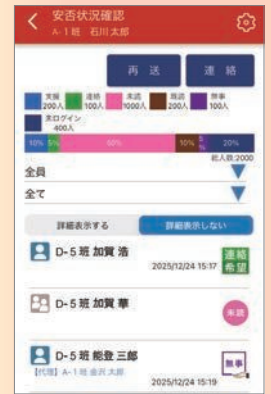 安否状況確認
A-1班 石川太郎
再送 連絡
支援 連絡 未読 既読 無事
200人 100人 1000人 200人 100人
未ログイン
400人
10% 5% 50% 10% 5% 20%
総人数:2000
全員
全て
詳細表示する 詳細表示しない
D-5班 加賀 浩
2025/12/24 15:17
連絡
希望
D-5班 加賀 華
未読
D-5班 能登 三郎
【代理】A-1班 金沢太郎
無事
2025/12/24 15:19